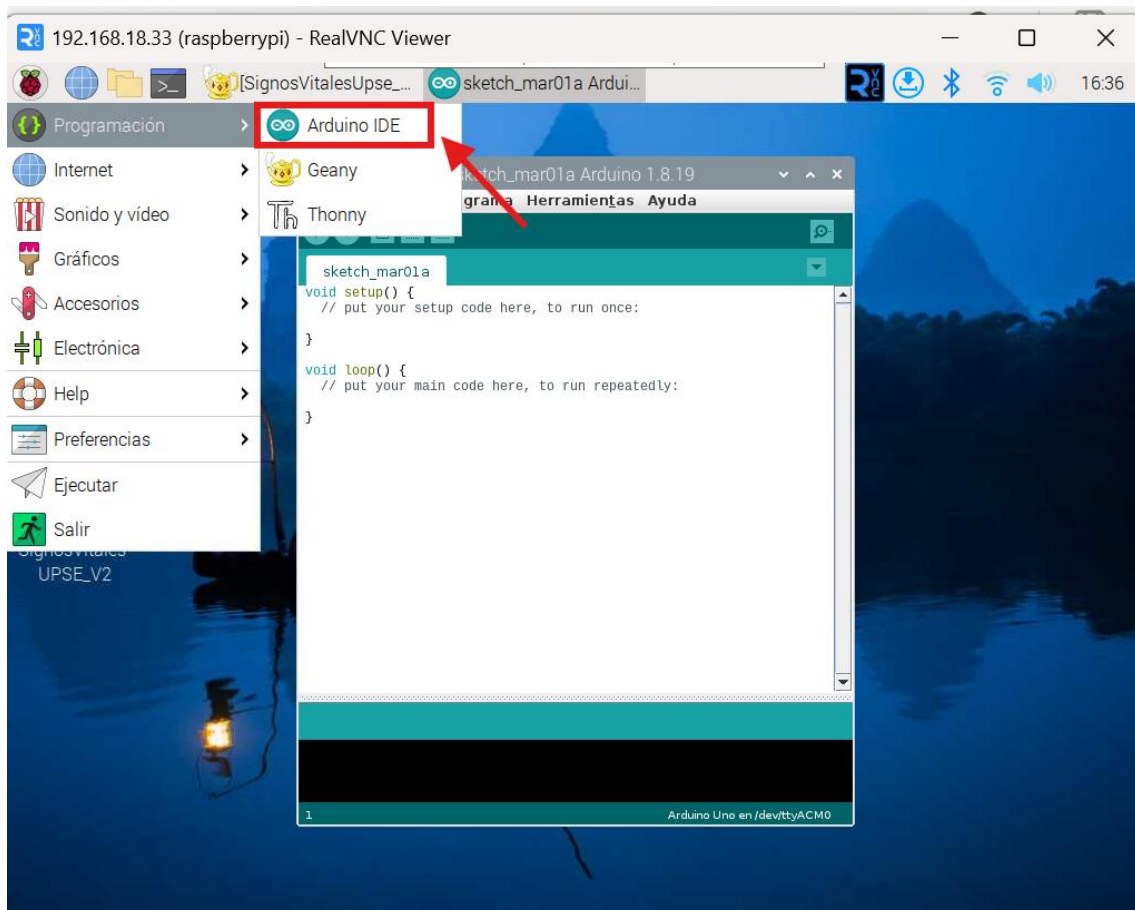 192.168.18.33 (raspberrypi) - RealVNC Viewer
[SignosVitalesUpse_...
sketch_mar01a Ardui...
16:36
Programación
Arduino IDE
Internet
Geany
Sonido y vídeo
Thonny
Gráficos
Accesorios
Electrónica
Help
Preferencias
Ejecutar
Salir
UPSE_V2
sketch_mar01a Arduino 1.8.19
grama Herramientas Ayuda
sketch_mar01a
void setup() {
// put your setup code here, to run once:
}
void loop() {
// put your main code here, to run repeatedly:
}
1
Arduino Uno en /dev/ttyACM0